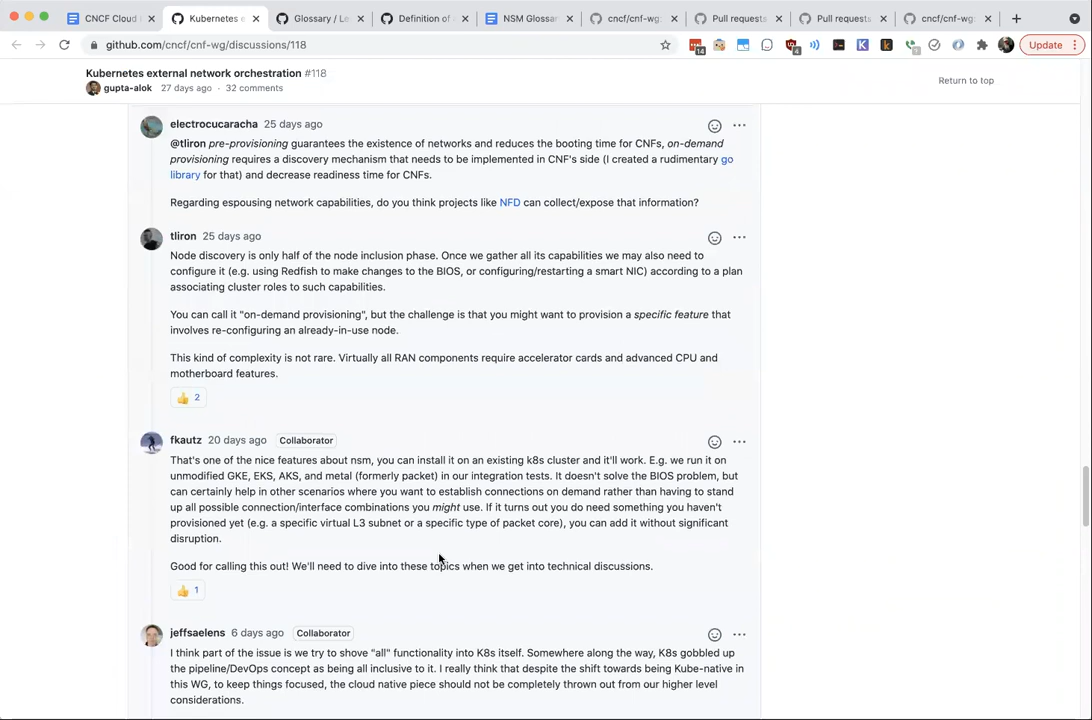 CNCF Cloud
Kubernetes e
Glossary / Le
Definition of
NSM Glossar
cncf/cnf-wg:
Pull requests
Pull requests
cncf/cnf-wg:
github.com/cncf/cnf-wg/discussions/118
14
4
Update
Kubernetes external network orchestration #118
gupta-alok 27 days ago · 32 comments
Return to top
electrocucaracha 25 days ago
@tliron pre-provisioning guarantees the existence of networks and reduces the booting time for CNFs, on-demand
provisioning requires a discovery mechanism that needs to be implemented in CNF's side (I created a rudimentary go
library for that) and decrease readiness time for CNFs.
Regarding espousing network capabilities, do you think projects like NFD can collect/expose that information?
tliron 25 days ago
Node discovery is only half of the node inclusion phase. Once we gather all its capabilities we may also need to
configure it (e.g. using Redfish to make changes to the BIOS, or configuring/restarting a smart NIC) according to a plan
associating cluster roles to such capabilities.
You can call it "on-demand provisioning", but the challenge is that you might want to provision a specific feature that
involves re-configuring an already-in-use node.
This kind of complexity is not rare. Virtually all RAN components require accelerator cards and advanced CPU and
motherboard features.
👍 2
fkautz 20 days ago Collaborator
That's one of the nice features about nsm, you can install it on an existing k8s cluster and it'll work. E.g. we run it on
unmodified GKE, EKS, AKS, and metal (formerly packet) in our integration tests. It doesn't solve the BIOS problem, but
can certainly help in other scenarios where you want to establish connections on demand rather than having to stand
up all possible connection/interface combinations you might use. If it turns out you do need something you haven't
provisioned yet (e.g. a specific virtual L3 subnet or a specific type of packet core), you can add it without significant
disruption.
Good for calling this out! We'll need to dive into these topics when we get into technical discussions.
👍 1
jeffsaelens 6 days ago Collaborator
I think part of the issue is we try to shove "all" functionality into K8s itself. Somewhere along the way, K8s gobbled up
the pipeline/DevOps concept as being all inclusive to it. I really think that despite the shift towards being Kube-native in
this WG, to keep things focused, the cloud native piece should not be completely thrown out from our higher level
considerations.